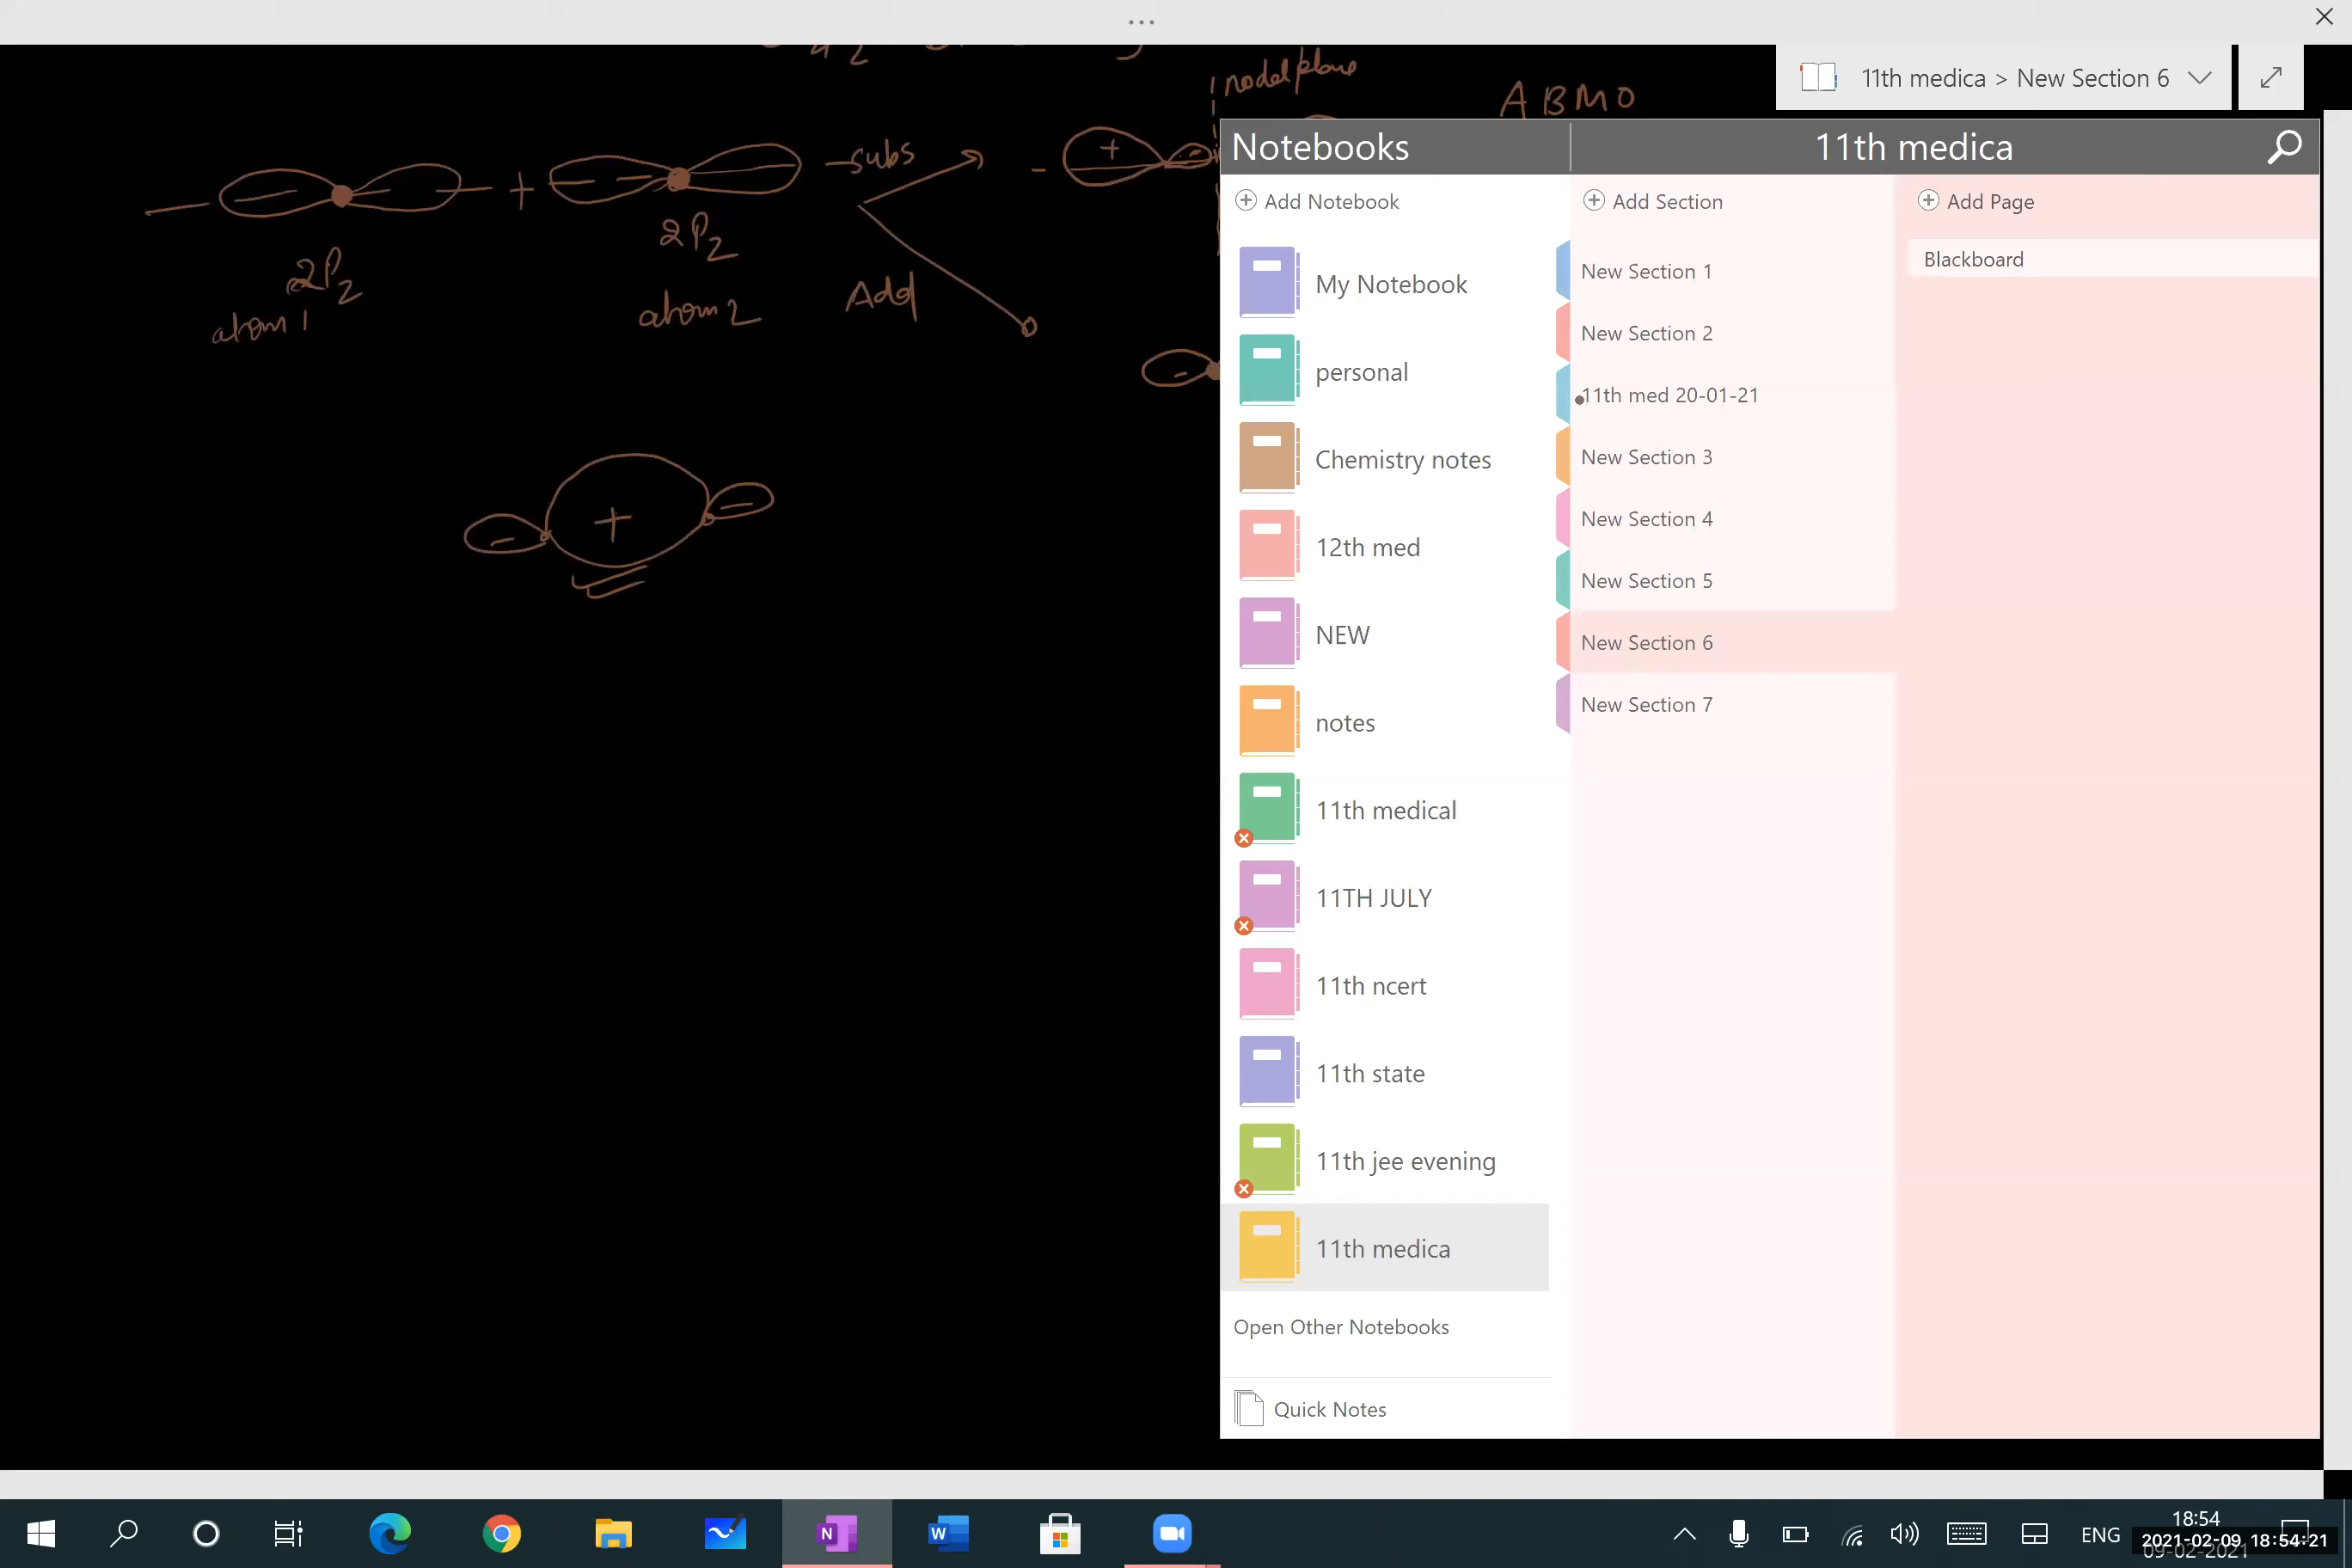 ...
11th medica > New Section 6
nodal plane
ABMO
Notebooks
11th medica
Add Notebook
Add Section
Add Page
My Notebook
personal
Chemistry notes
12th med
NEW
notes
11th medical
11TH JULY
11th ncert
11th state
11th jee evening
11th medica
Open Other Notebooks
Quick Notes
New Section 1
New Section 2
11th med 20-01-21
New Section 3
New Section 4
New Section 5
New Section 6
New Section 7
Blackboard
+
-subs
- + -
2Pz
atom 1
2Pz
atom 2
Add
-
- + -
N
W
ENG
18:54
2021-02-09 18:54:21
09-02-2021